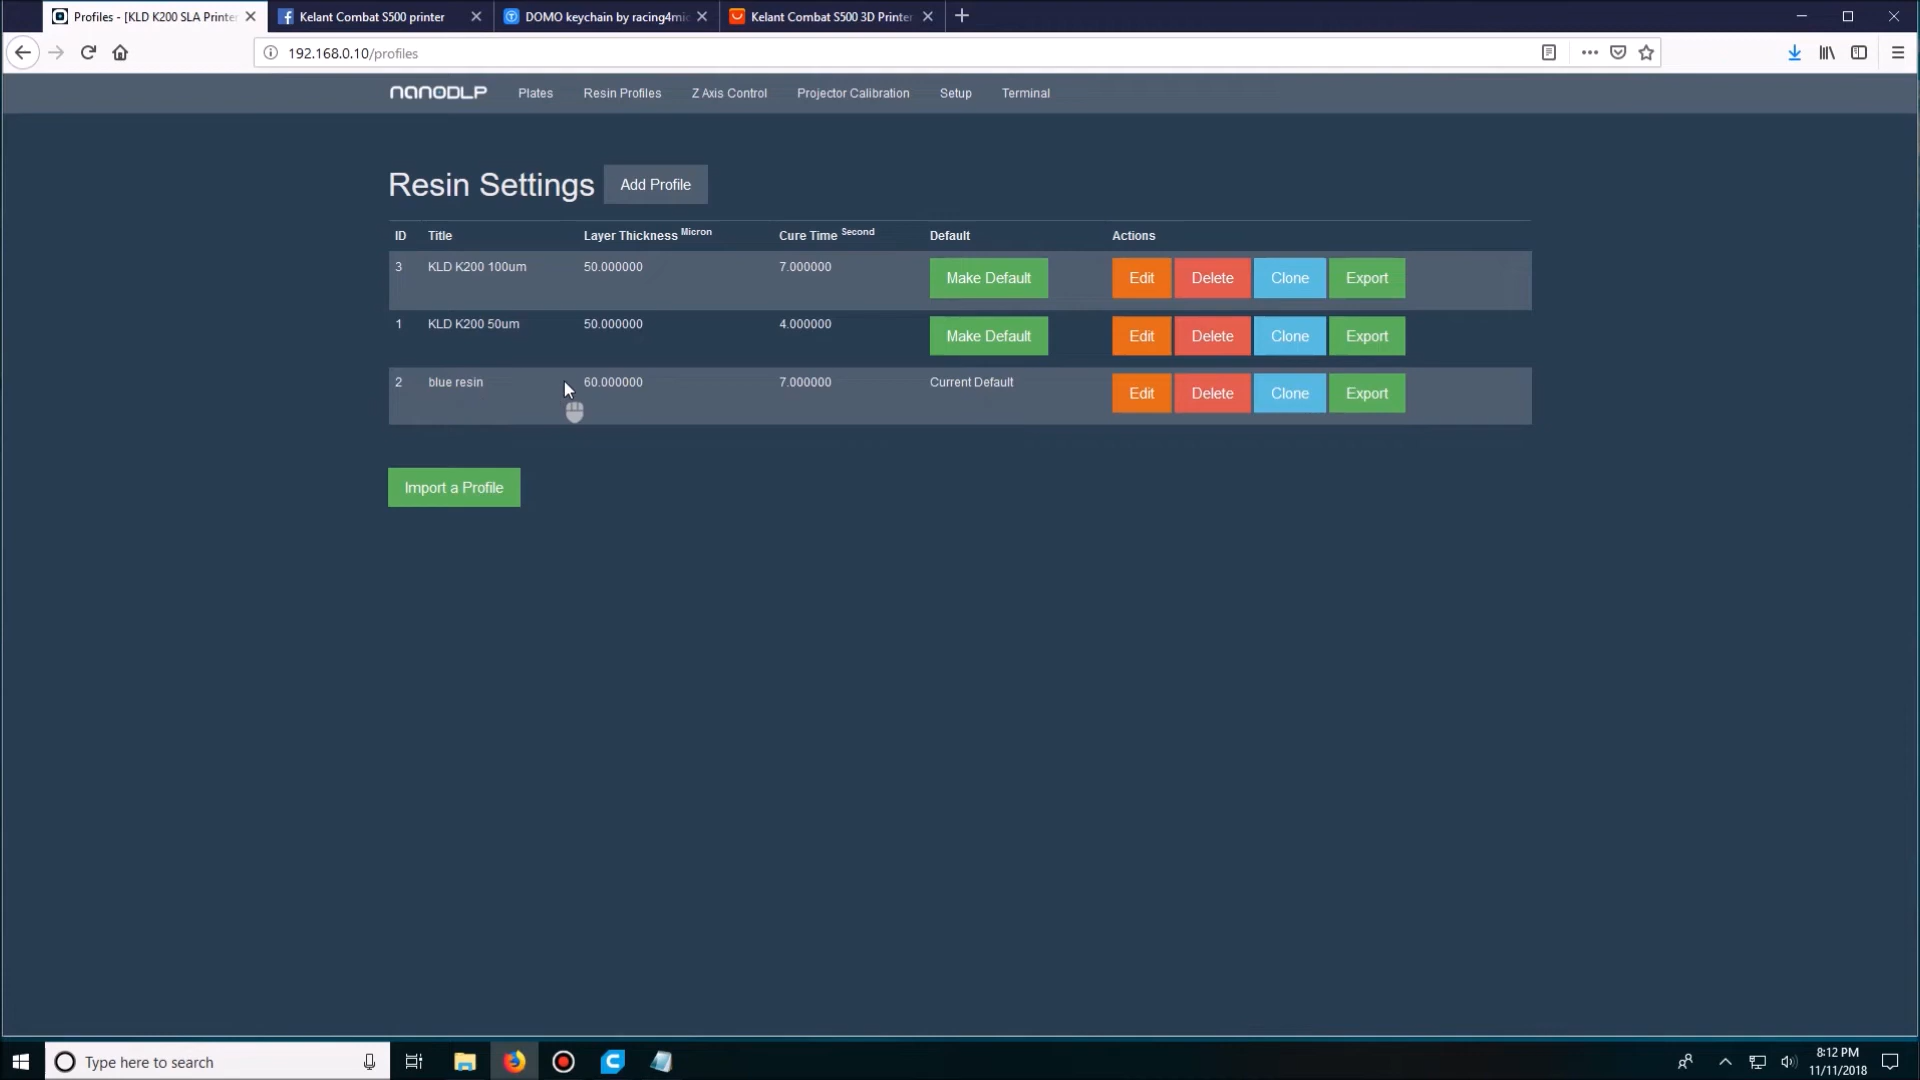 Profiles - [KLD K200 SLA Printer
Kelant Combat S500 printer
DOMO keychain by racing4mi
Kelant Combat S500 3D Printer
192.168.0.10/profiles
nanoDLP Plates Resin Profiles Z Axis Control Projector Calibration Setup Terminal
Resin Settings Add Profile
ID Title Layer Thickness Micron Cure Time Second Default Actions
3 KLD K200 100um 50.000000 7.000000 Make Default Edit Delete Clone Export
1 KLD K200 50um 50.000000 4.000000 Make Default Edit Delete Clone Export
2 blue resin 60.000000 7.000000 Current Default Edit Delete Clone Export
Import a Profile
Type here to search
8:12 PM
11/11/2018